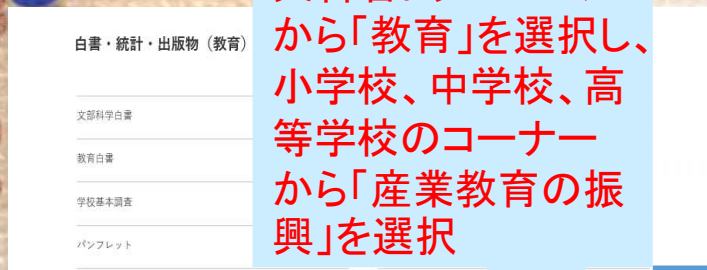 白書・統計・出版物（教育）
文部科学白書
教育白書
学校基本調査
パンフレット
から「教育」を選択し、
小学校、中学校、高
等学校のコーナー
から「産業教育の振
興」を選択